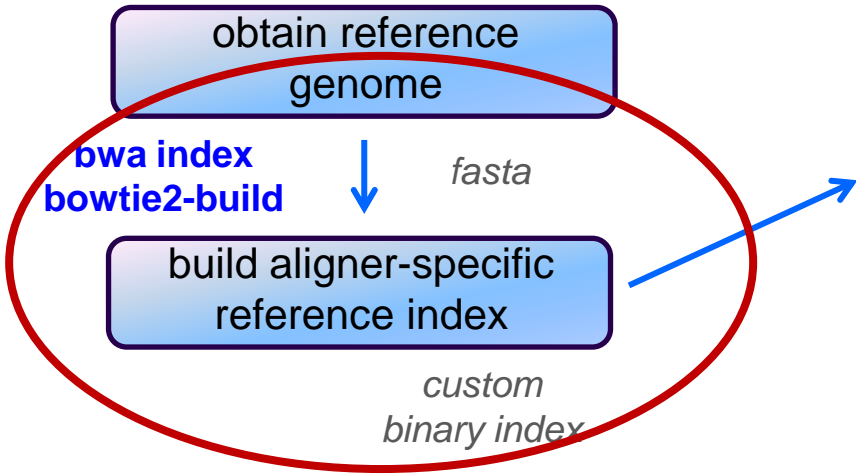 obtain reference
genome
bwa index
bowtie2-build
fasta
build aligner-specific
reference index
custom
binary index